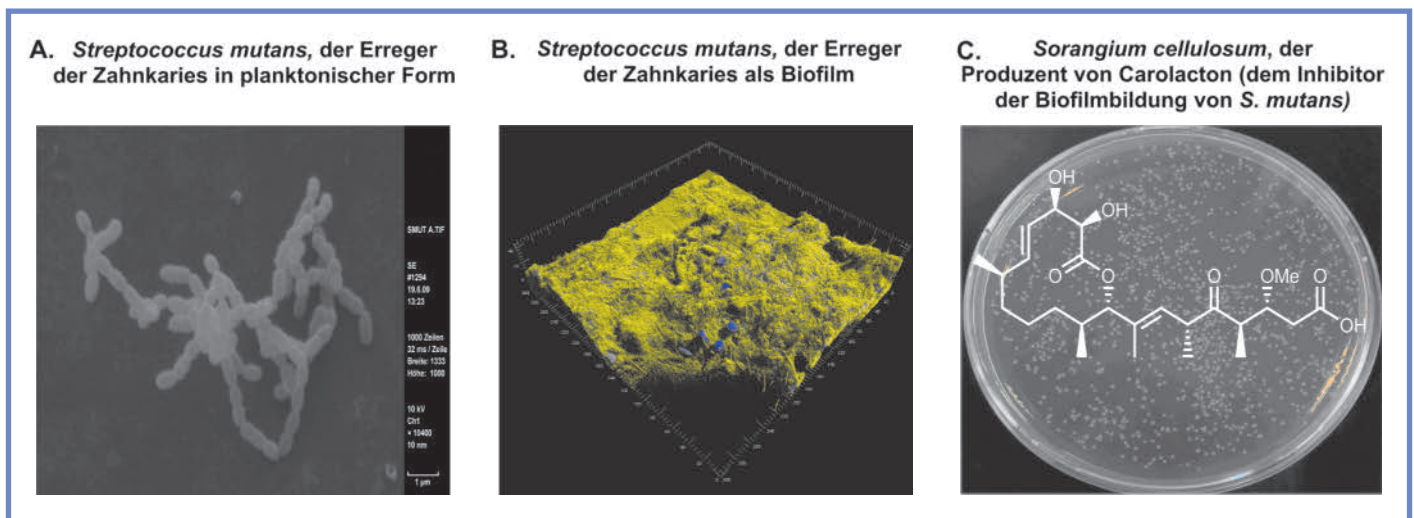 A. Streptococcus mutans, der Erreger
der Zahnkaries in planktonischer Form
B. Streptococcus mutans, der Erreger
der Zahnkaries als Biofilm
C. Sorangium cellulosum, der
Produzent von Carolacton (dem Inhibitor
der Biofilmbildung von S. mutans)
SMUT A.TIF
SE
#1294
19.6.09
13:23
1000 Zeilen
32 ms / Zeile
Breite: 1333
Höhe: 1000
10 kV
Ch1
× 10400
10 nm
1 µm
OH
OH
O
O
O
OMe
O
OH